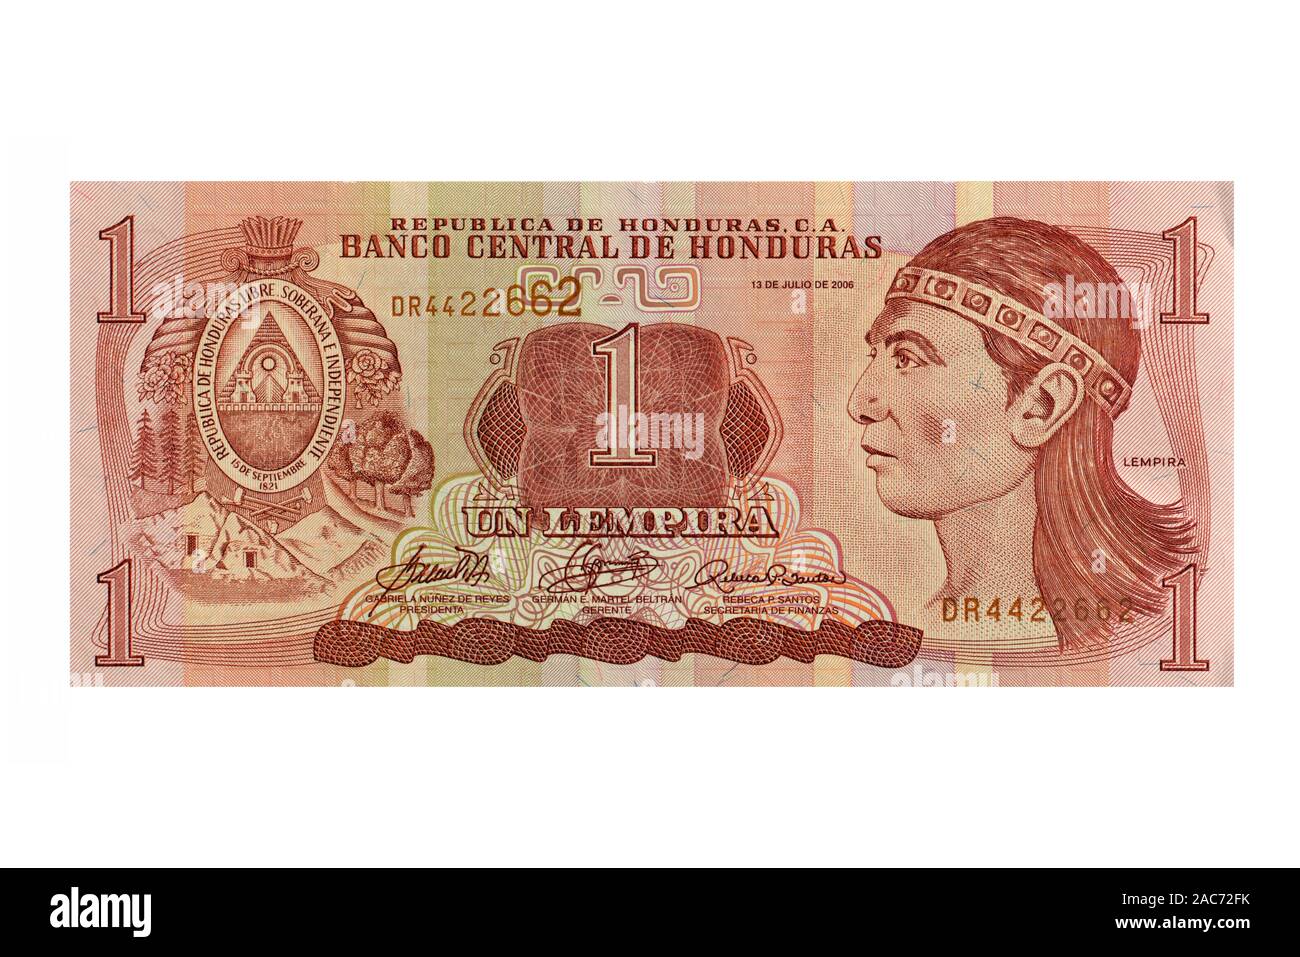 1
REPUBLICA DE HONDURAS, C.A.
BANCO CENTRAL DE HONDURAS
1
REPUBLICA DE HONDURAS LIBRE SOBERANA E INDEPENDIENTE
15 DE SEPTIEMBRE
1821
DR4422662
13 DE JULIO DE 2006
1
LEMPIRA
UN LEMPIRA
1
GABRIELA NUÑEZ DE REYES
PRESIDENTA
GERMAN E. MARTEL BELTRÁN
GERENTE
REBECA P. SANTOS
SECRETARIA DE FINANZAS
DR4422662
1
alamy
Image ID: 2AC72FK
www.alamy.com